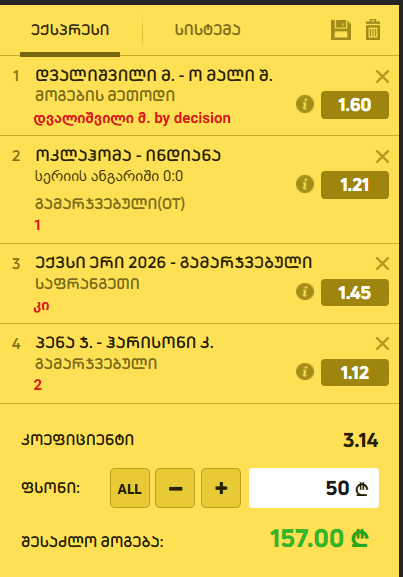 ექსპრესი სისტემა
1 დვალიშვილი მ. - ო მალი შ.
მოგების მეთოდი
i 1.60
დვალიშვილი მ. by decision
2 ოკლაჰომა - ინდიანა
სერიის ანგარიში 0:0
i 1.21
გამარჯვებული(OT)
1
3 ექვსი ერი 2026 - გამარჯვებული
საფრანგეთი
i 1.45
კი
4 პენა ჯ. - ჰარისონი კ.
გამარჯვებული
i 1.12
2
კოეფიციენტი 3.14
ფსონი: ALL − + 50 ₾
შესაძლო მოგება: 157.00 ₾